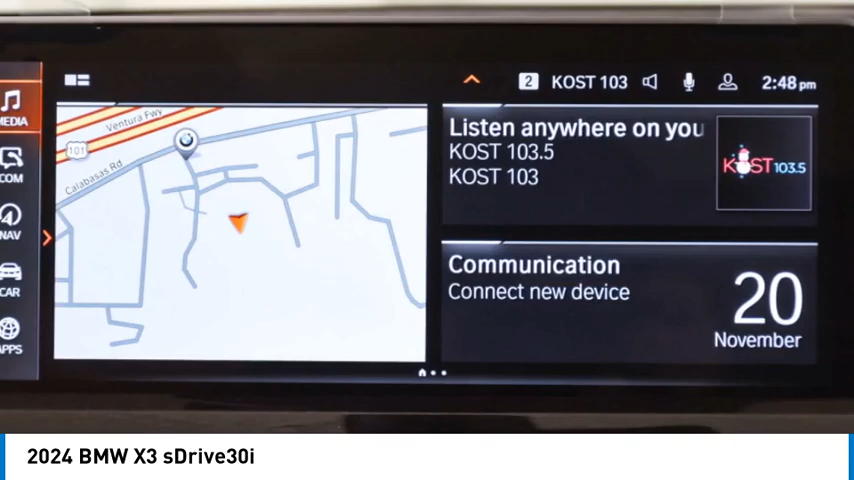 2 KOST 103 2:48 pm
MEDIA
COM
NAV
CAR
APPS
Ventura Fwy
101
Calabasas Rd
Listen anywhere on you
KOST 103.5
KOST 103
KOST 103.5
Communication
Connect new device
20
November
2024 BMW X3 sDrive30i